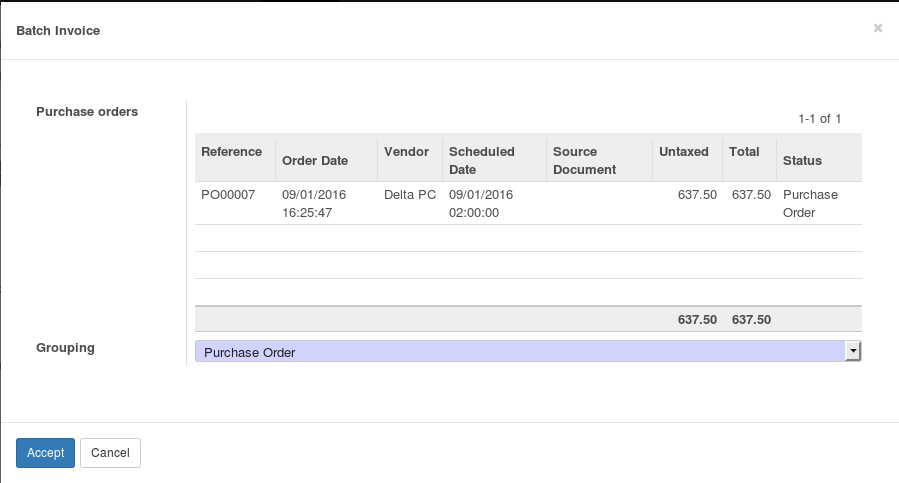 Batch Invoice
×
Purchase orders
1-1 of 1
Reference Order Date Vendor Scheduled Date Source Document Untaxed Total Status
PO00007 09/01/2016 16:25:47 Delta PC 09/01/2016 02:00:00 637.50 637.50 Purchase Order
637.50 637.50
Grouping Purchase Order
Accept Cancel